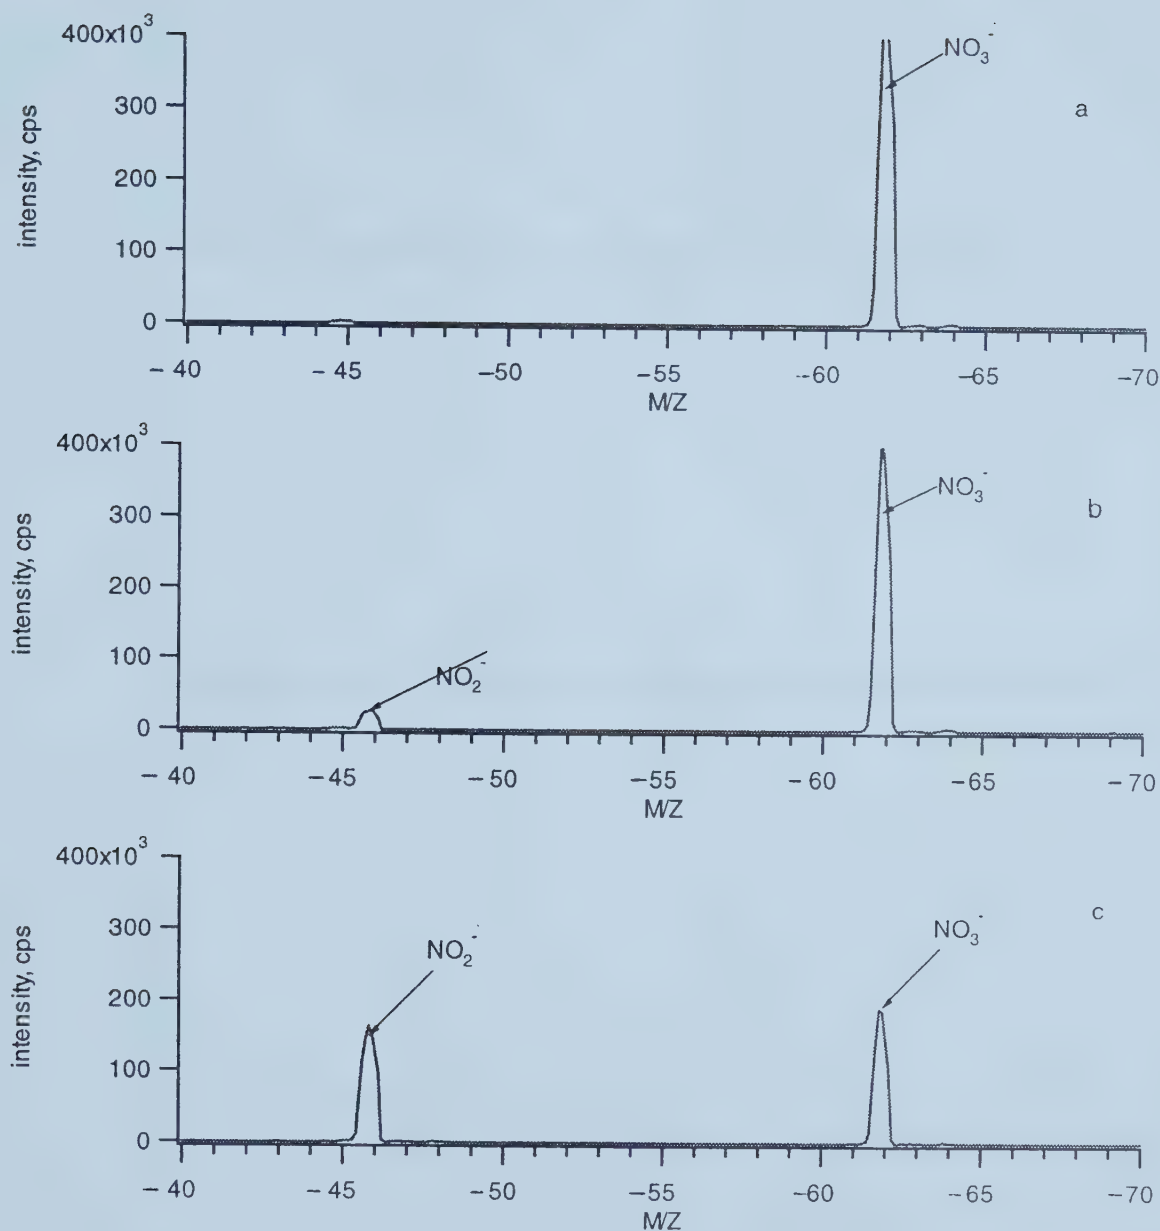 400x10³
NO₃⁻
300
a
200
100
0
intensity, cps
– 40 – 45 –50 –55 –60 –65 –70
M/Z
400x10³
NO₃⁻
300
b
200
100
NO₂⁻
0
intensity, cps
– 40 – 45 –50 –55 – 60 –65 – 70
M/Z
400x10³
c
300
NO₂⁻ NO₃⁻
200
100
0
intensity, cps
– 40 – 45 –50 –55 –60 –65 –70
M/Z